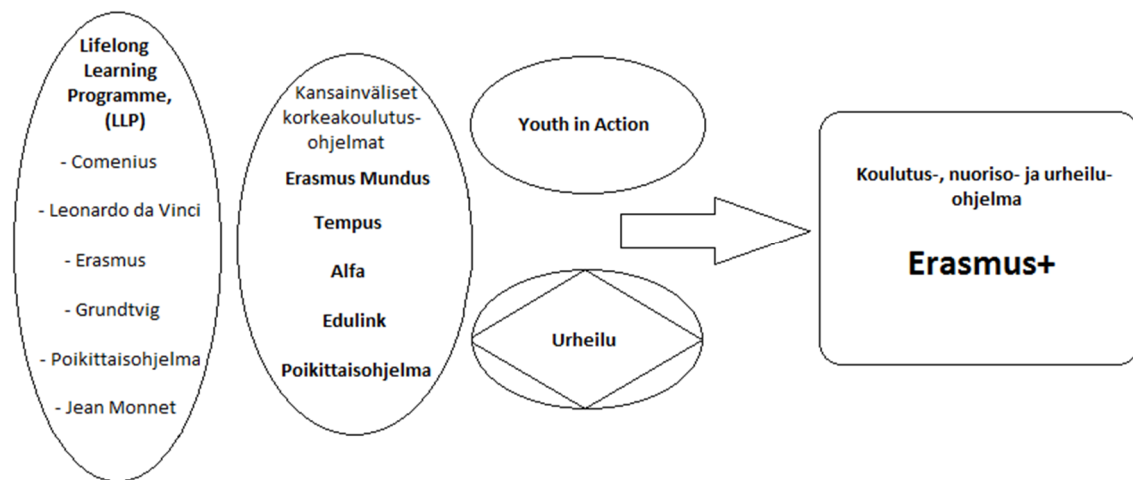 Lifelong
Learning
Programme,
(LLP)
- Comenius
- Leonardo da Vinci
- Erasmus
- Grundtvig
- Poikittaisohjelma
- Jean Monnet
Kansainväliset
korkeakoulutus-
ohjelmat
Erasmus Mundus
Tempus
Alfa
Edulink
Poikittaisohjelma
Youth in Action
Urheilu
Koulutus-, nuoriso- ja urheilu-
ohjelma
Erasmus+